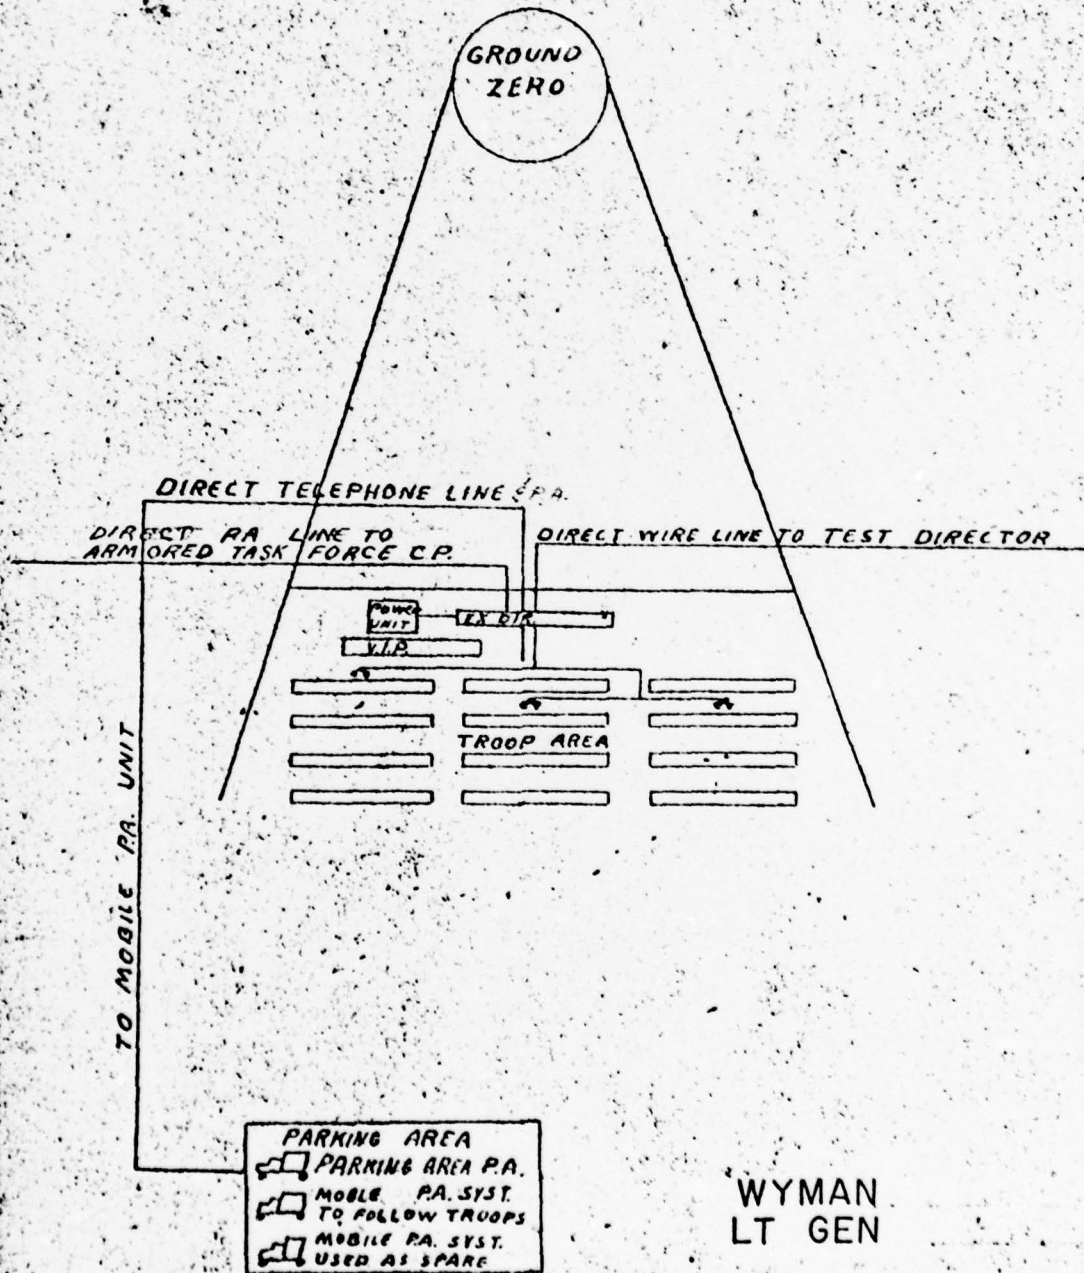 GROUND
ZERO
DIRECT TELEPHONE LINE & P.A.
DIRECT PA LINE TO
ARMORED TASK FORCE C.P.
DIRECT WIRE LINE TO TEST DIRECTOR
POWER
UNIT
EX DIR
V.I.P.
TROOP AREA
TO MOBILE P.A. UNIT
PARKING AREA
PARKING AREA P.A.
MOBLE P.A. SYST.
TO FOLLOW TROOPS
MOBILE P.A. SYST.
USED AS SPARE
WYMAN
LT GEN